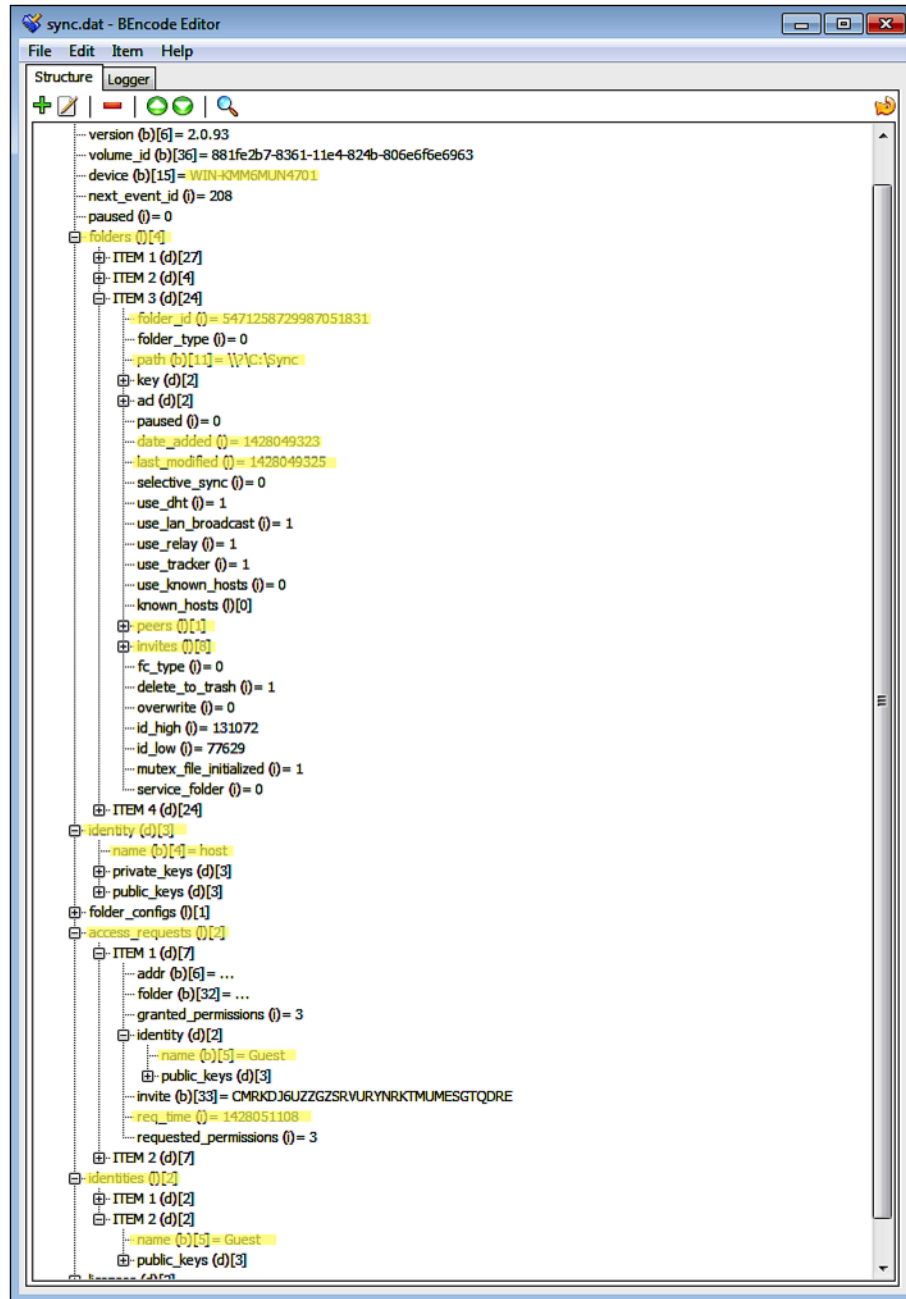 sync.dat - BEncode Editor
File Edit Item Help
Structure Logger
version (b)[6]= 2.0.93
volume_id (b)[36]= 881fe2b7-8361-11e4-824b-806e6f6e6963
device (b)[15]= WIN-KMM6MUN4701
next_event_id (i)= 208
paused (i)= 0
folders (l)[4]
ITEM 1 (d)[27]
ITEM 2 (d)[4]
ITEM 3 (d)[24]
folder_id (i)= 5471258729987051831
folder_type (i)= 0
path (b)[11]= \\?\C:\Sync
key (d)[2]
acl (d)[2]
paused (i)= 0
date_added (i)= 1428049323
last_modified (i)= 1428049325
selective_sync (i)= 0
use_dht (i)= 1
use_lan_broadcast (i)= 1
use_relay (i)= 1
use_tracker (i)= 1
use_known_hosts (i)= 0
known_hosts (l)[0]
peers (l)[1]
invites (l)[8]
fc_type (i)= 0
delete_to_trash (i)= 1
overwrite (i)= 0
id_high (i)= 131072
id_low (i)= 77629
mutex_file_initialized (i)= 1
service_folder (i)= 0
ITEM 4 (d)[24]
identity (d)[3]
name (b)[4]= host
private_keys (d)[3]
public_keys (d)[3]
folder_configs (l)[1]
access_requests (l)[2]
ITEM 1 (d)[7]
addr (b)[6]= ...
folder (b)[32]= ...
granted_permissions (i)= 3
identity (d)[2]
name (b)[5]= Guest
public_keys (d)[3]
invite (b)[33]= CMRKDJ6UZZGZSRVURYNRKTMUMESGTQDRE
req_time (i)= 1428051108
requested_permissions (i)= 3
ITEM 2 (d)[7]
identities (l)[2]
ITEM 1 (d)[2]
ITEM 2 (d)[2]
name (b)[5]= Guest
public_keys (d)[3]